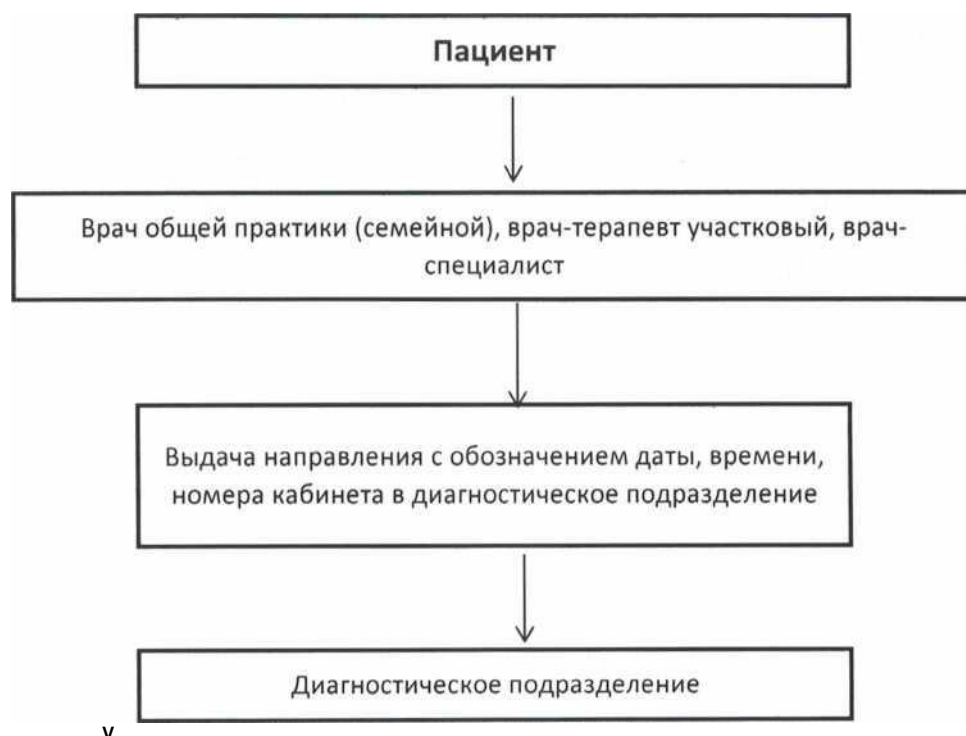 Пациент
Врач общей практики (семейной), врач-терапевт участковый, врач-
специалист
Выдача направления с обозначением даты, времени,
номера кабинета в диагностическое подразделение
Диагностическое подразделение
у